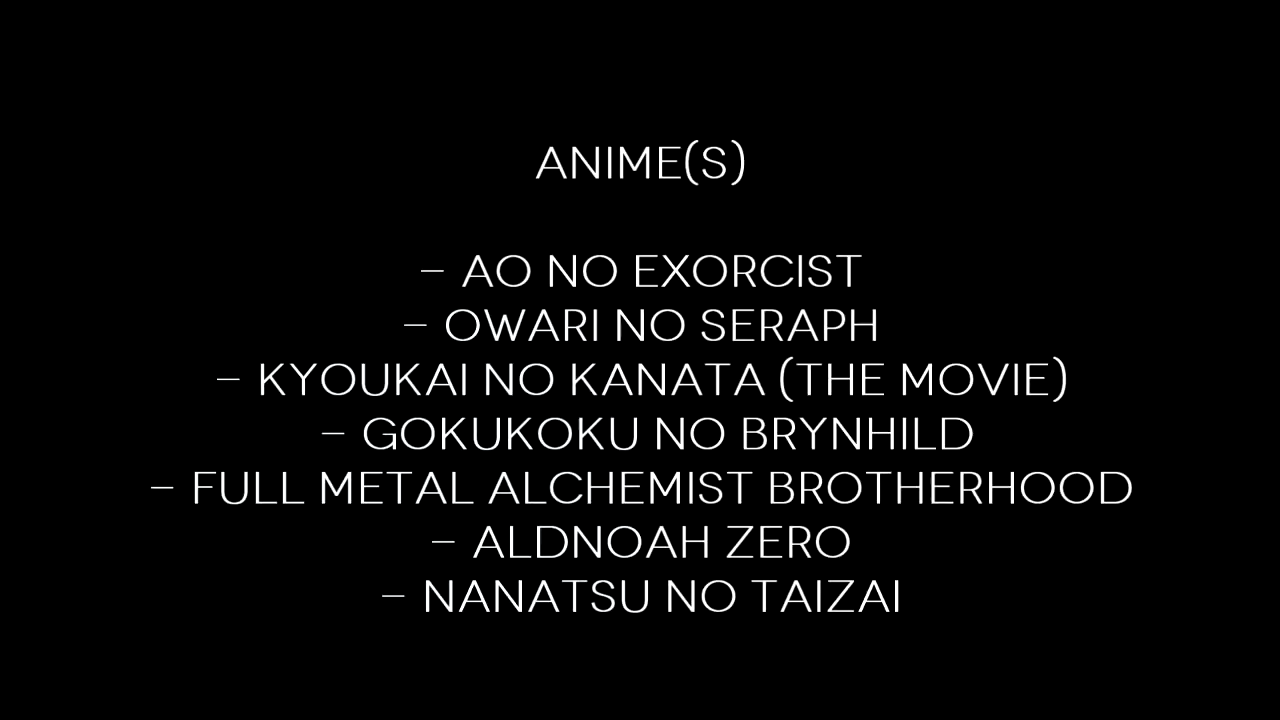 ANIME(S)
- AO NO EXORCIST
- OWARI NO SERAPH
- KYOUKAI NO KANATA (THE MOVIE)
- GOKUKOKU NO BRYNHILD
- FULL METAL ALCHEMIST BROTHERHOOD
- ALDNOAH ZERO
- NANATSU NO TAIZAI